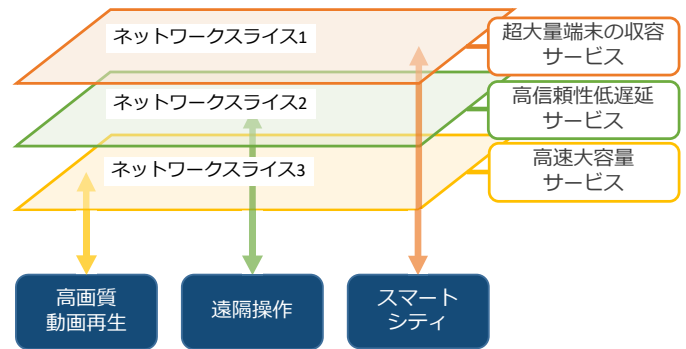 ネットワークスライス1
超大量端末の収容
サービス
ネットワークスライス2
高信頼性低遅延
サービス
ネットワークスライス3
高速大容量
サービス
高画質
動画再生
遠隔操作
スマート
シティ